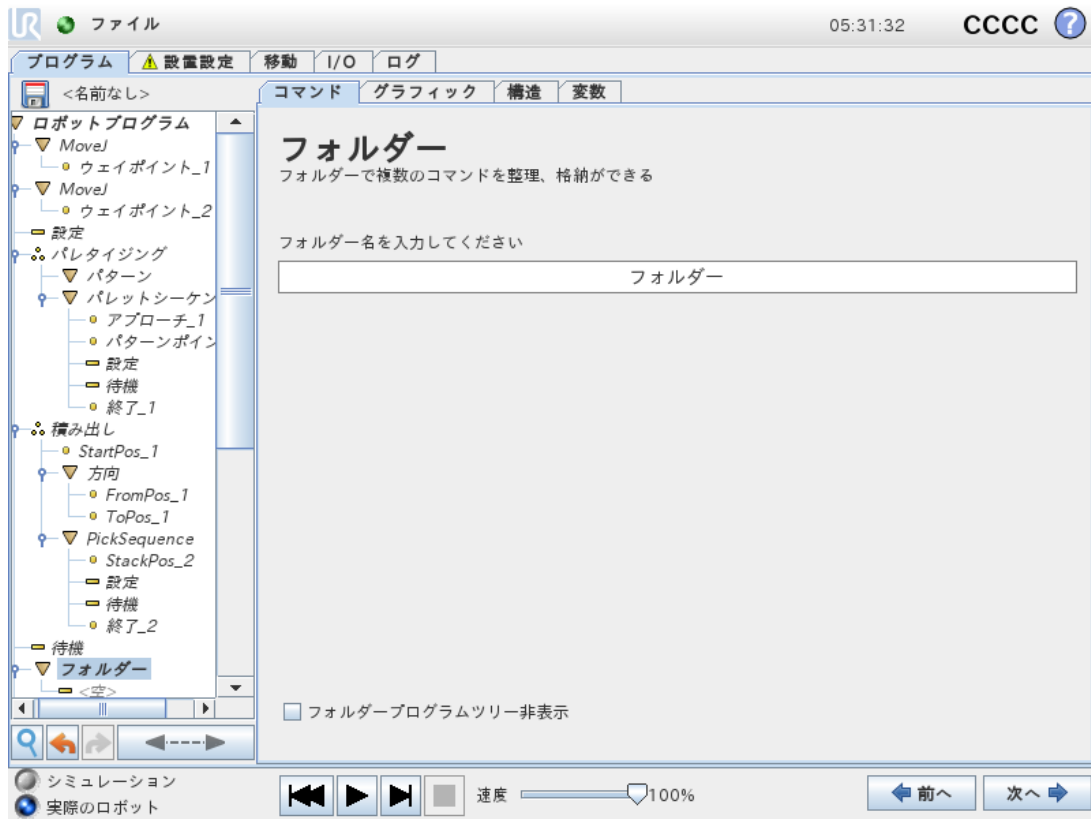 UR ファイル 05:31:32 CCCC ?
プログラム 設置設定 移動 I/O ログ
<名前なし>
コマンド グラフィック 構造 変数
ロボットプログラム
MoveJ
ウェイポイント_1
MoveJ
ウェイポイント_2
設定
パレタイジング
パターン
パレットシーケン
アプローチ_1
パターンポイン
設定
待機
終了_1
積み出し
StartPos_1
方向
FromPos_1
ToPos_1
PickSequence
StackPos_2
設定
待機
終了_2
待機
フォルダー
<空>
フォルダー
フォルダーで複数のコマンドを整理、格納ができる
フォルダー名を入力してください
フォルダー
フォルダープログラムツリー非表示
シミュレーション
実際のロボット
速度 100%
前へ 次へ